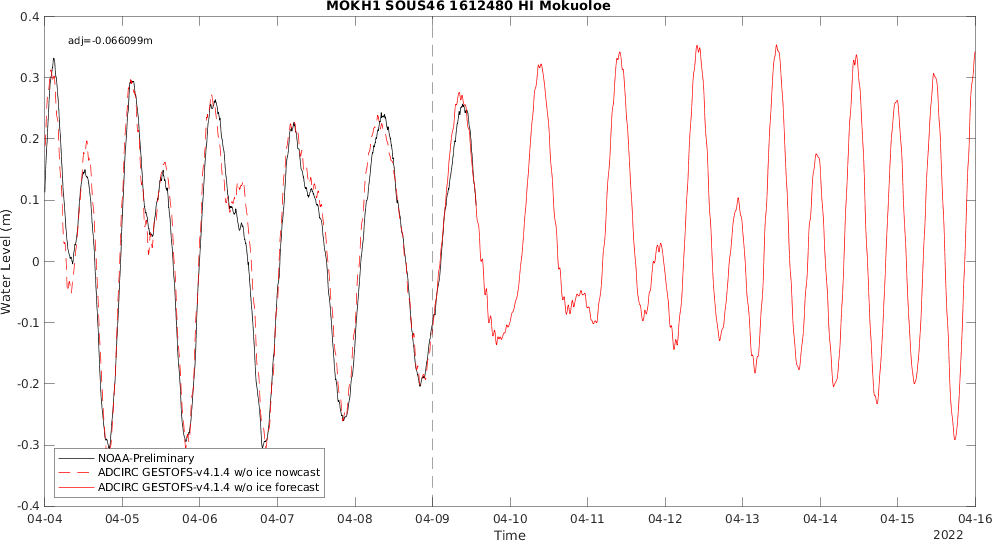 MOKH1 SOUS46 1612480 HI Mokuoloe
adj=-0.066099m
0.4
0.3
0.2
0.1
0
-0.1
-0.2
-0.3
-0.4
Water Level (m)
NOAA-Preliminary
ADCIRC GESTOFS-v4.1.4 w/o ice nowcast
ADCIRC GESTOFS-v4.1.4 w/o ice forecast
04-04 04-05 04-06 04-07 04-08 04-09 04-10 04-11 04-12 04-13 04-14 04-15 04-16
Time
2022